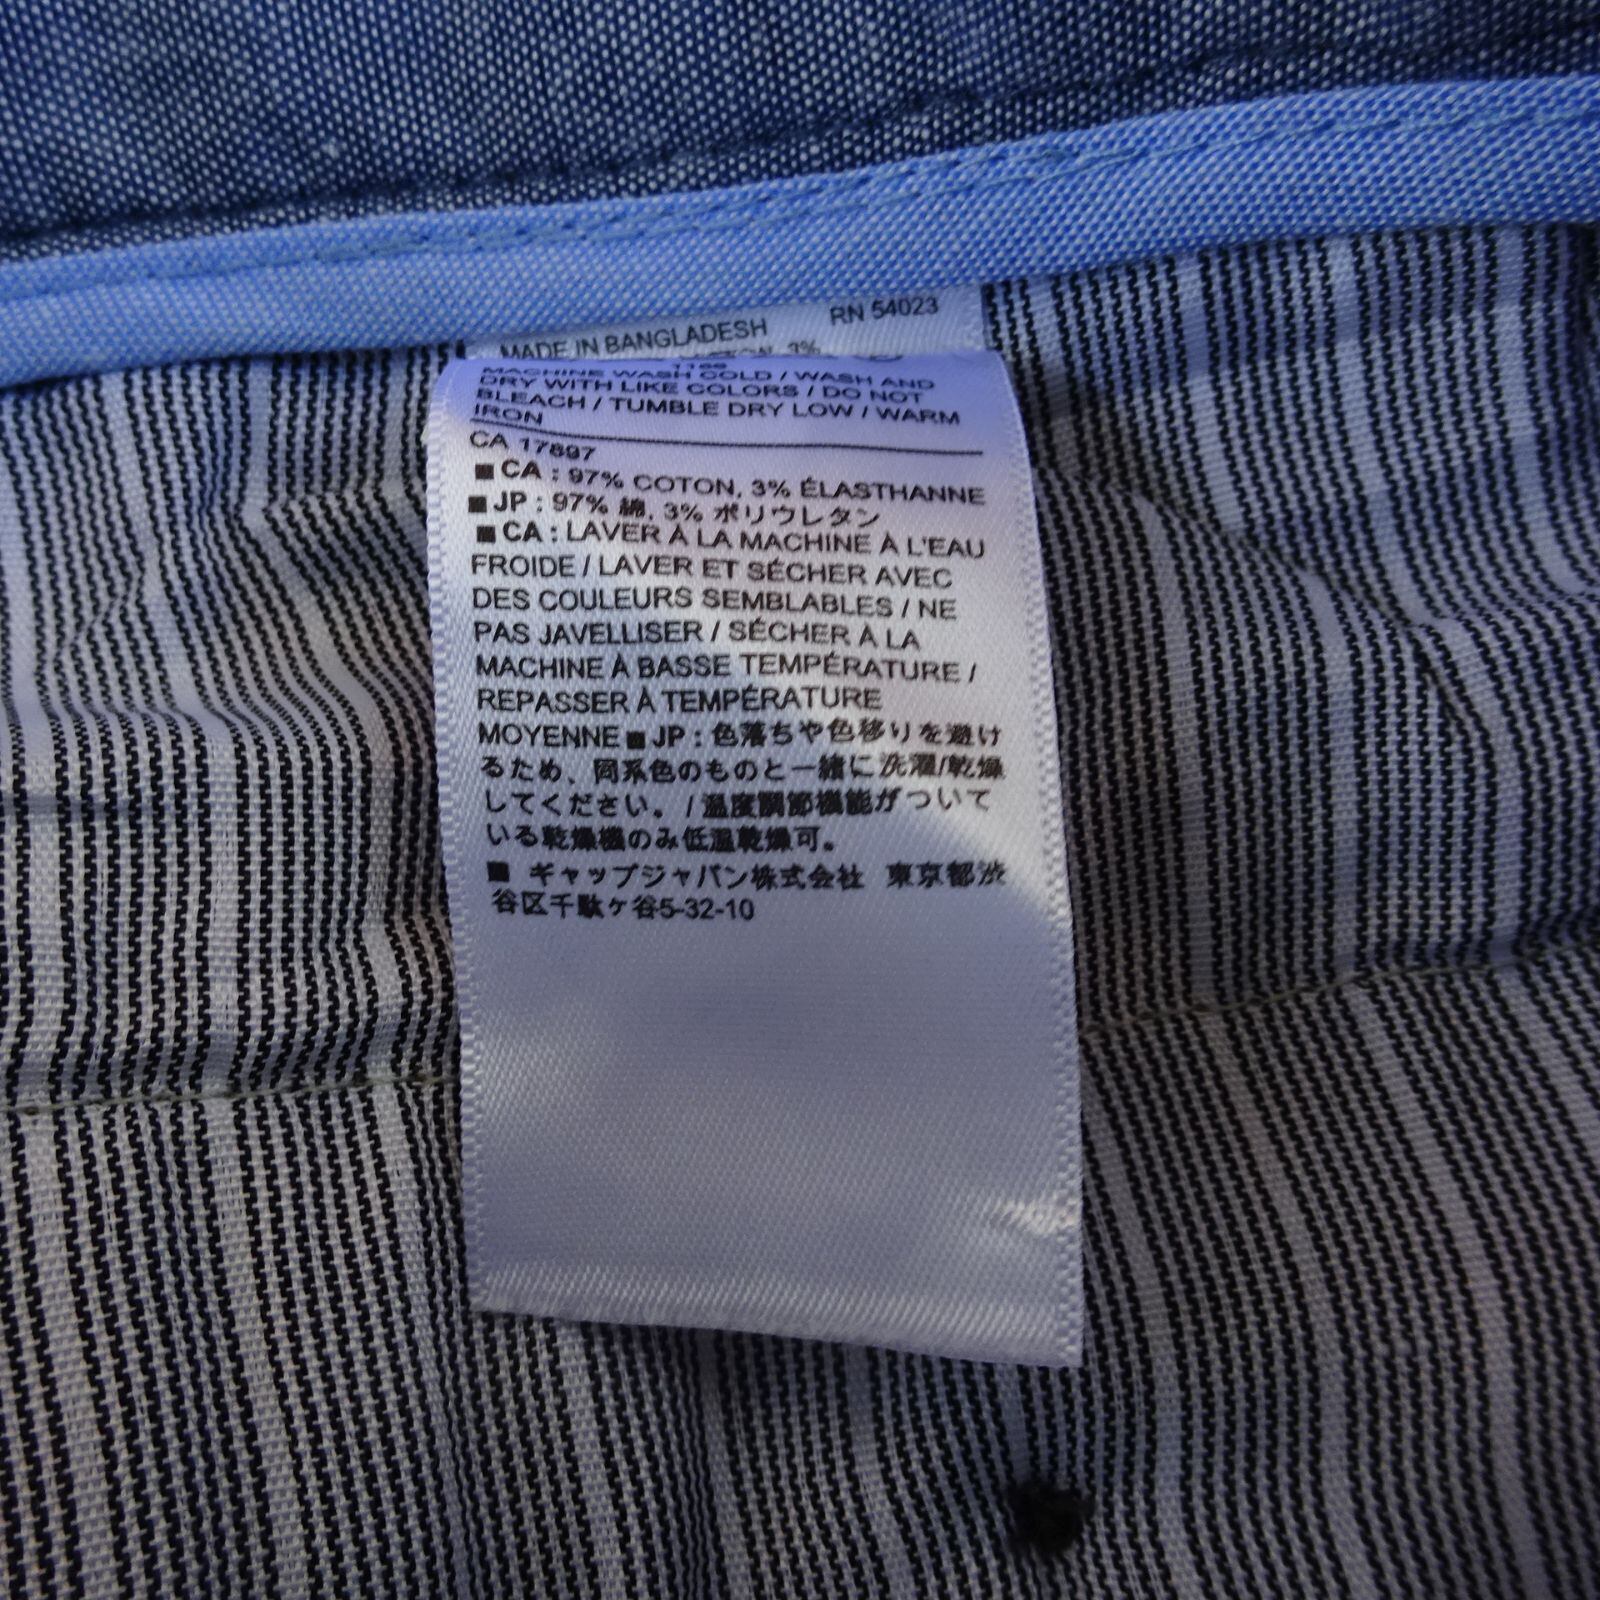 MADE IN BANGLADESH RN 54023
3%
MACHINE WASH COLD / WASH AND
DRY WITH LIKE COLORS / DO NOT
BLEACH / TUMBLE DRY LOW / WARM
IRON
CA 17897
■ CA : 97% COTON, 3% ÉLASTHANNE
■ JP : 97% 綿, 3% ポリウレタン
■ CA : LAVER À LA MACHINE À L'EAU
FROIDE / LAVER ET SÉCHER AVEC
DES COULEURS SEMBLABLES / NE
PAS JAVELLISER / SÉCHER À LA
MACHINE À BASSE TEMPÉRATURE /
REPASSER À TEMPÉRATURE
MOYENNE ■ JP : 色落ちや色移りを避け
るため、同系色のものと一緒に洗濯/乾燥
してください。/ 温度調節機能がついて
いる乾燥機のみ低温乾燥可。
■ ギャップジャパン株式会社 東京都渋
谷区千駄ケ谷5-32-10